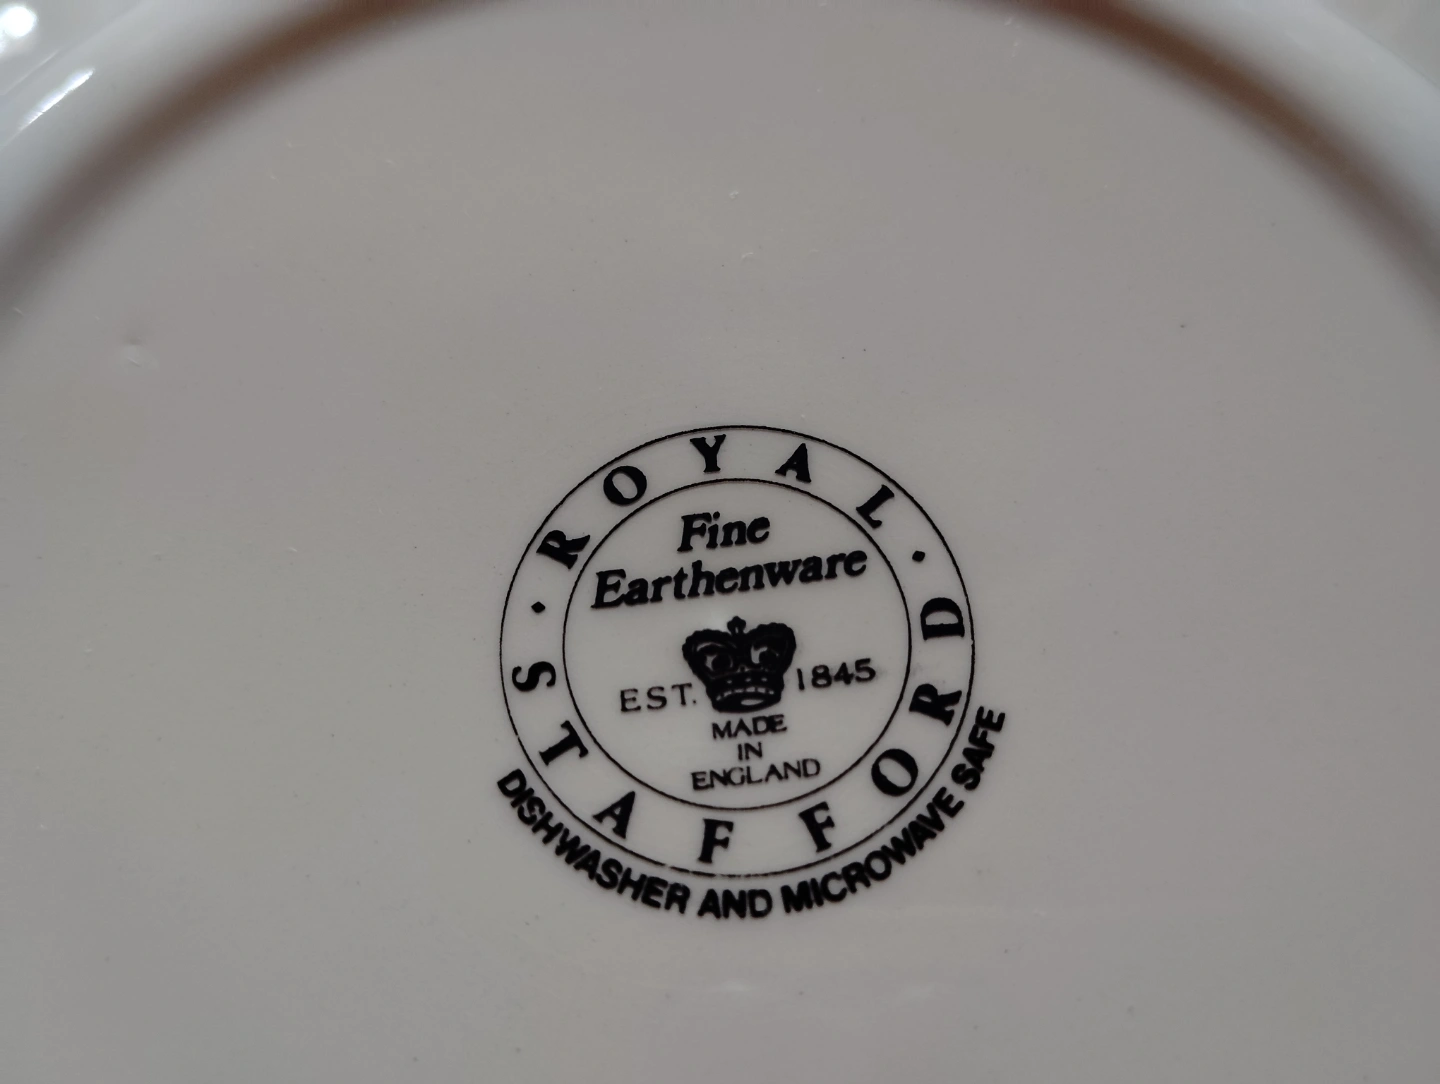 · ROYAL ·
STAFFORD
Fine
Earthenware
EST. 1845
MADE
IN
ENGLAND
DISHWASHER AND MICROWAVE SAFE